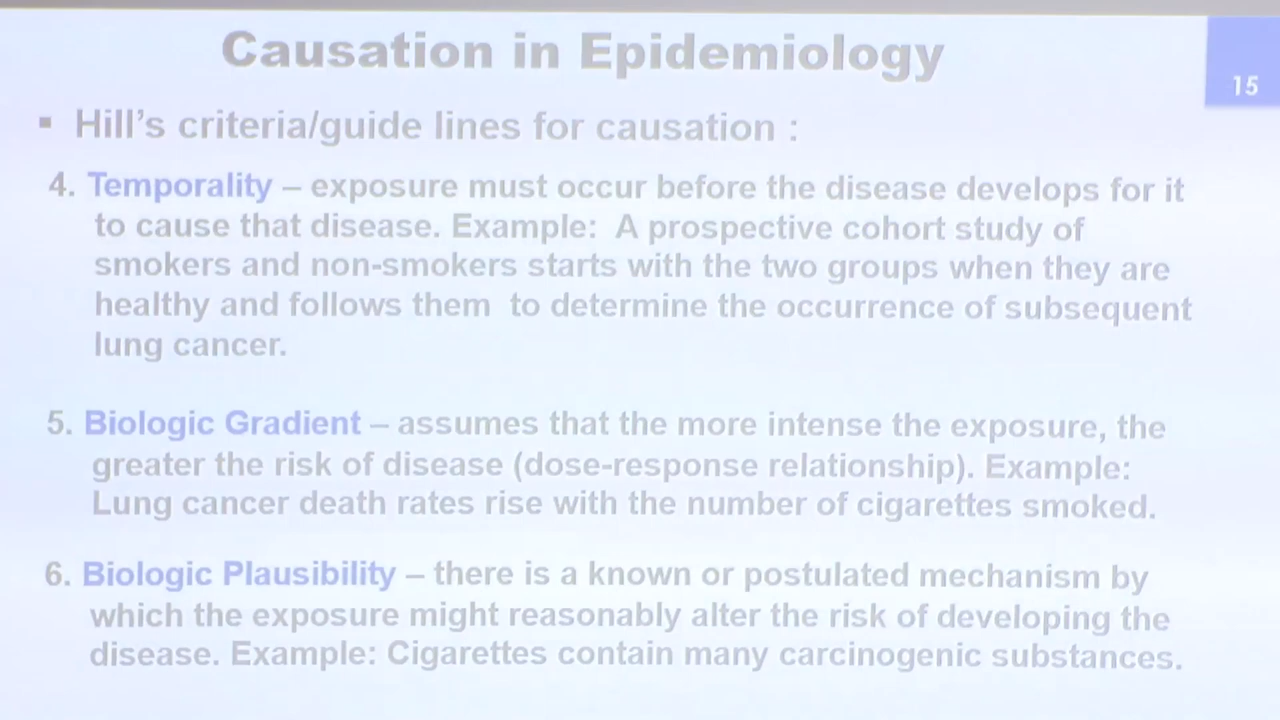 Causation in Epidemiology
15
▪ Hill's criteria/guide lines for causation :
4. Temporality – exposure must occur before the disease develops for it
to cause that disease. Example: A prospective cohort study of
smokers and non-smokers starts with the two groups when they are
healthy and follows them to determine the occurrence of subsequent
lung cancer.
5. Biologic Gradient – assumes that the more intense the exposure, the
greater the risk of disease (dose-response relationship). Example:
Lung cancer death rates rise with the number of cigarettes smoked.
6. Biologic Plausibility – there is a known or postulated mechanism by
which the exposure might reasonably alter the risk of developing the
disease. Example: Cigarettes contain many carcinogenic substances.